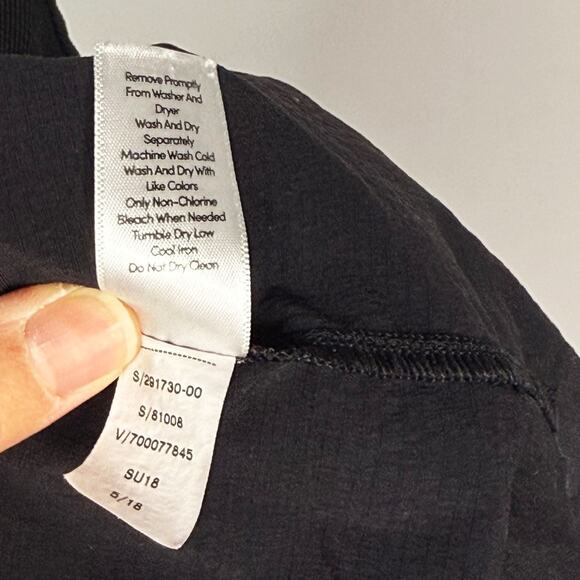 Remove Promptly
From Washer And
Dryer
Wash And Dry
Separately
Machine Wash Cold
Wash And Dry With
Like Colors
Only Non-Chlorine
Bleach When Needed
Tumble Dry Low
Cool Iron
Do Not Dry Clean
S/291730-00
S/81008
V/700077845
SU18
5/18